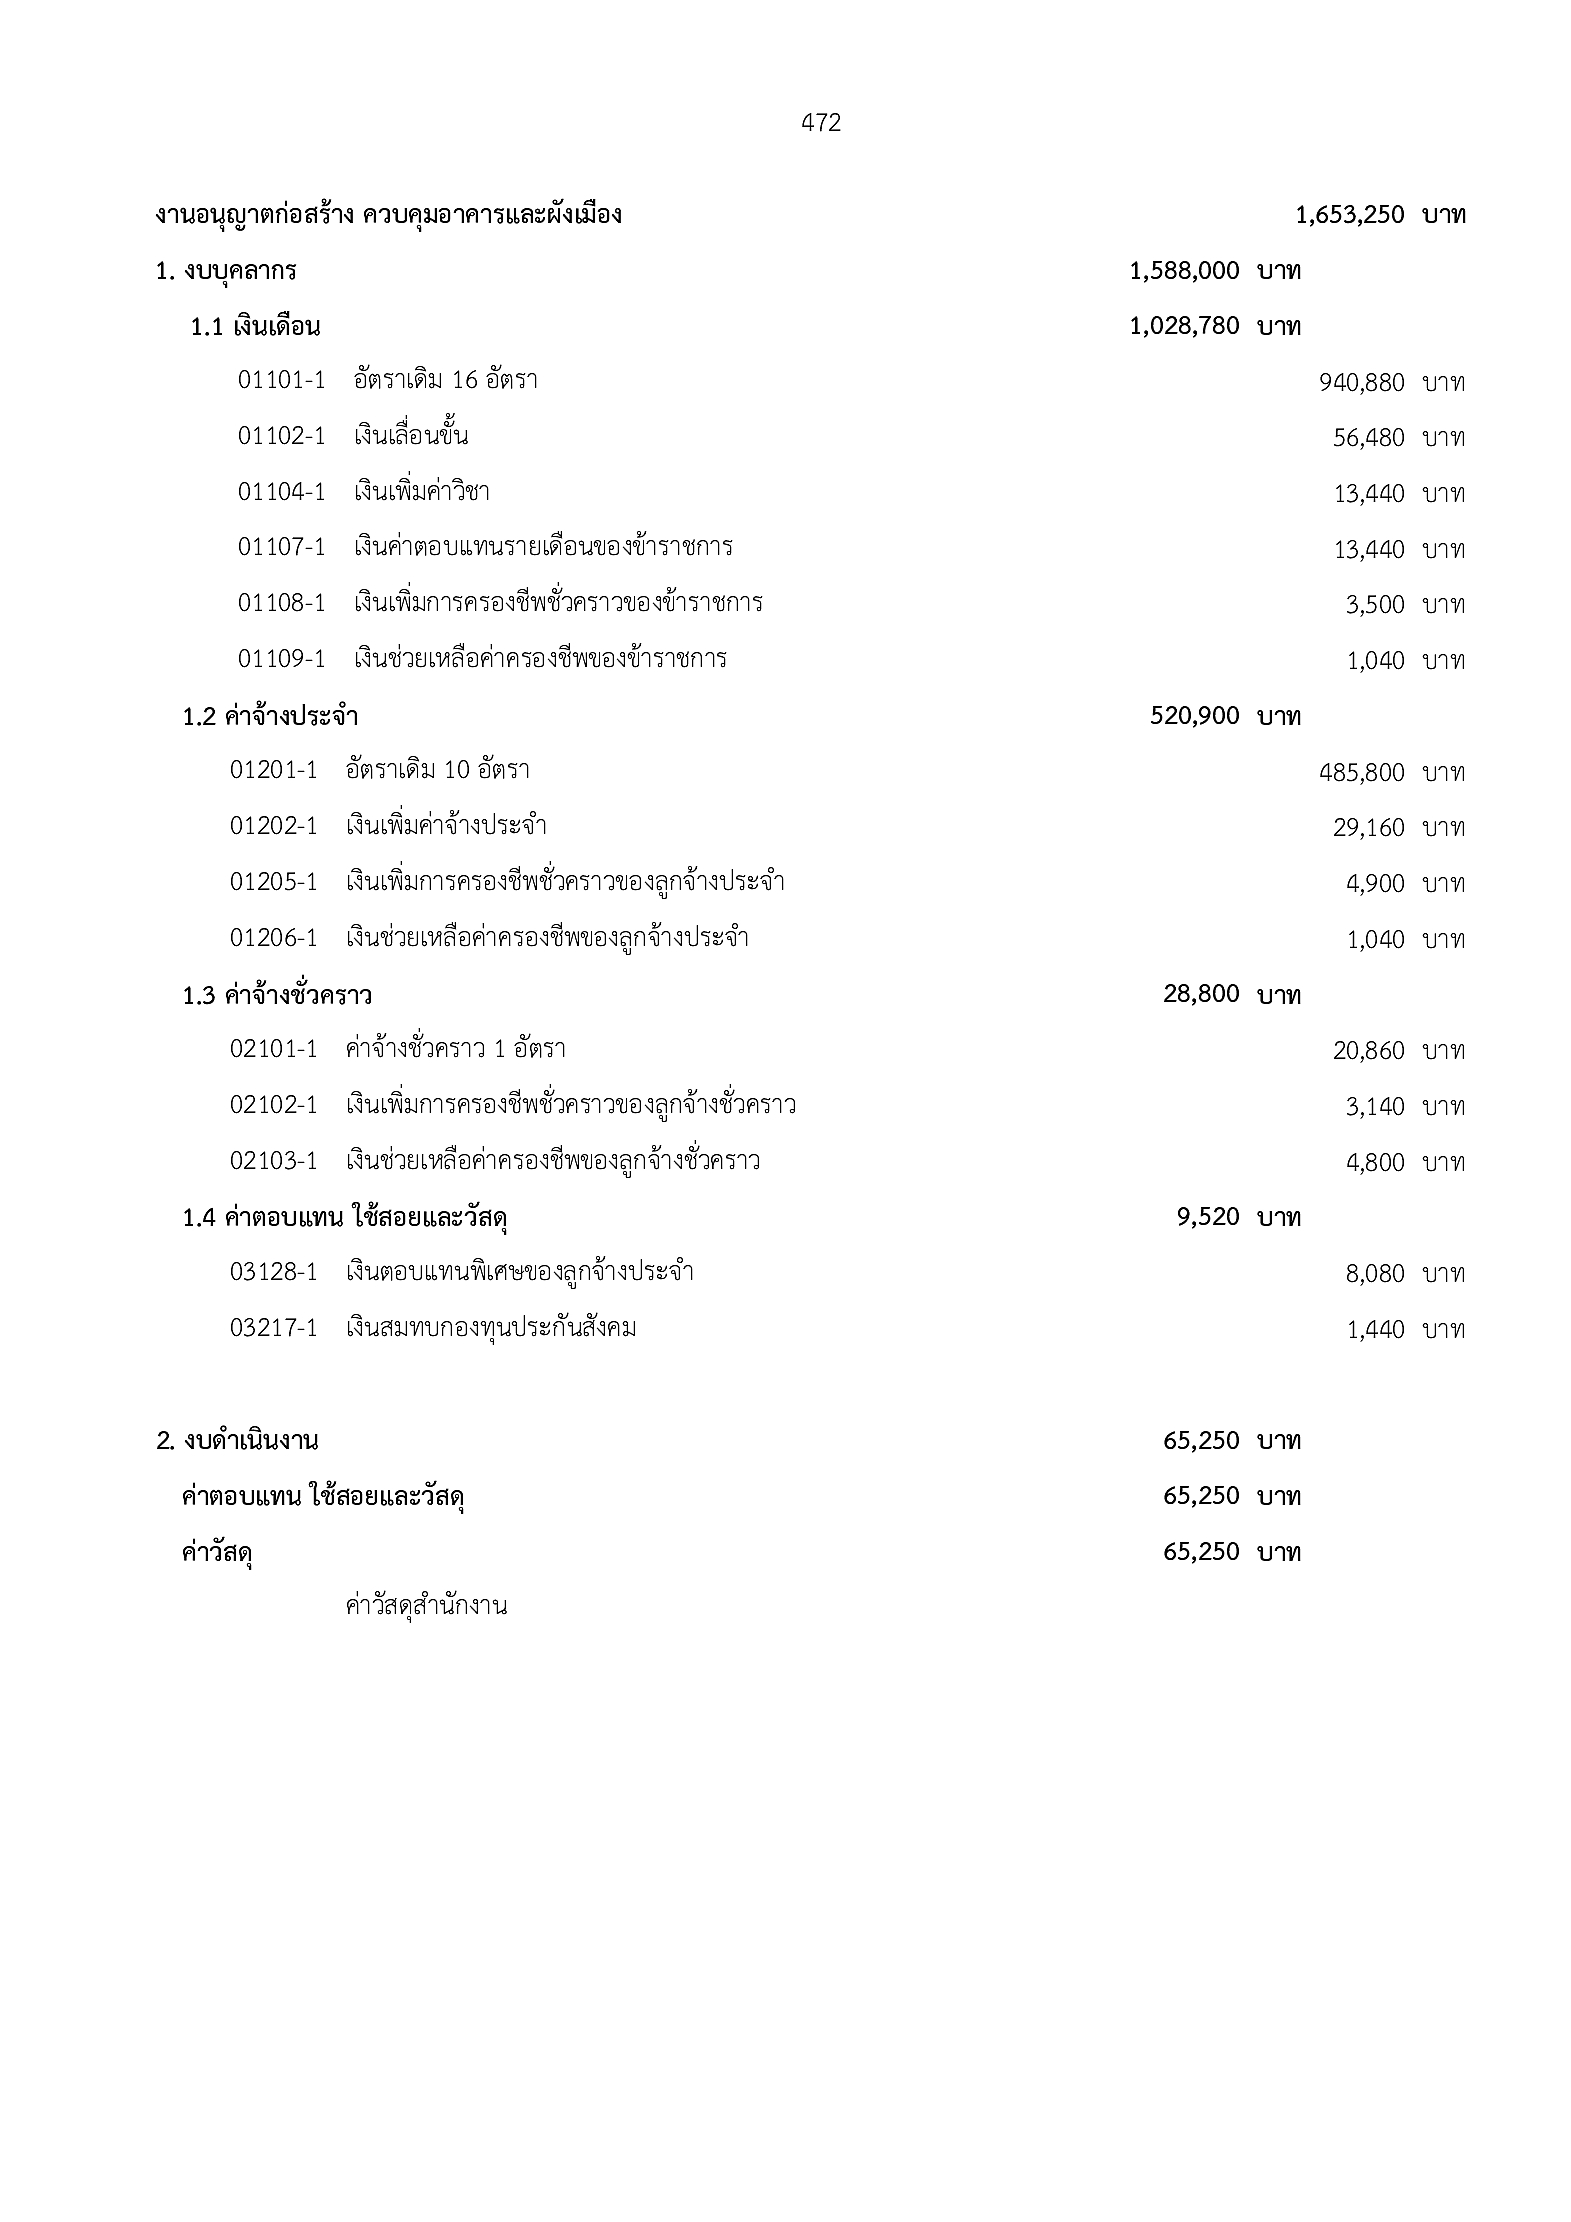 472
งานอนุญาตก่อสร้าง ควบคุมอาคารและผังเมือง 1,653,250 บาท
1. งบบุคลากร 1,588,000 บาท
1.1 เงินเดือน 1,028,780 บาท
01101-1 อัตราเดิม 16 อัตรา 940,880 บาท
01102-1 เงินเลื่อนขั้น 56,480 บาท
01104-1 เงินเพิ่มค่าวิชา 13,440 บาท
01107-1 เงินค่าตอบแทนรายเดือนของข้าราชการ 13,440 บาท
01108-1 เงินเพิ่มการครองชีพชั่วคราวของข้าราชการ 3,500 บาท
01109-1 เงินช่วยเหลือค่าครองชีพของข้าราชการ 1,040 บาท
1.2 ค่าจ้างประจำ 520,900 บาท
01201-1 อัตราเดิม 10 อัตรา 485,800 บาท
01202-1 เงินเพิ่มค่าจ้างประจำ 29,160 บาท
01205-1 เงินเพิ่มการครองชีพชั่วคราวของลูกจ้างประจำ 4,900 บาท
01206-1 เงินช่วยเหลือค่าครองชีพของลูกจ้างประจำ 1,040 บาท
1.3 ค่าจ้างชั่วคราว 28,800 บาท
02101-1 ค่าจ้างชั่วคราว 1 อัตรา 20,860 บาท
02102-1 เงินเพิ่มการครองชีพชั่วคราวของลูกจ้างชั่วคราว 3,140 บาท
02103-1 เงินช่วยเหลือค่าครองชีพของลูกจ้างชั่วคราว 4,800 บาท
1.4 ค่าตอบแทน ใช้สอยและวัสดุ 9,520 บาท
03128-1 เงินตอบแทนพิเศษของลูกจ้างประจำ 8,080 บาท
03217-1 เงินสมทบกองทุนประกันสังคม 1,440 บาท
2. งบดำเนินงาน 65,250 บาท
ค่าตอบแทน ใช้สอยและวัสดุ 65,250 บาท
ค่าวัสดุ 65,250 บาท
ค่าวัสดุสำนักงาน